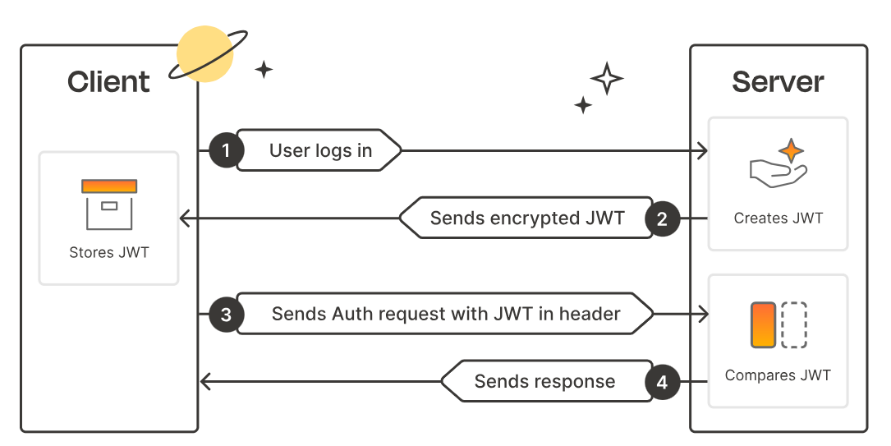 Client
Server
1 User logs in
Creates JWT
Sends encrypted JWT 2
Stores JWT
3 Sends Auth request with JWT in header
Compares JWT
Sends response 4